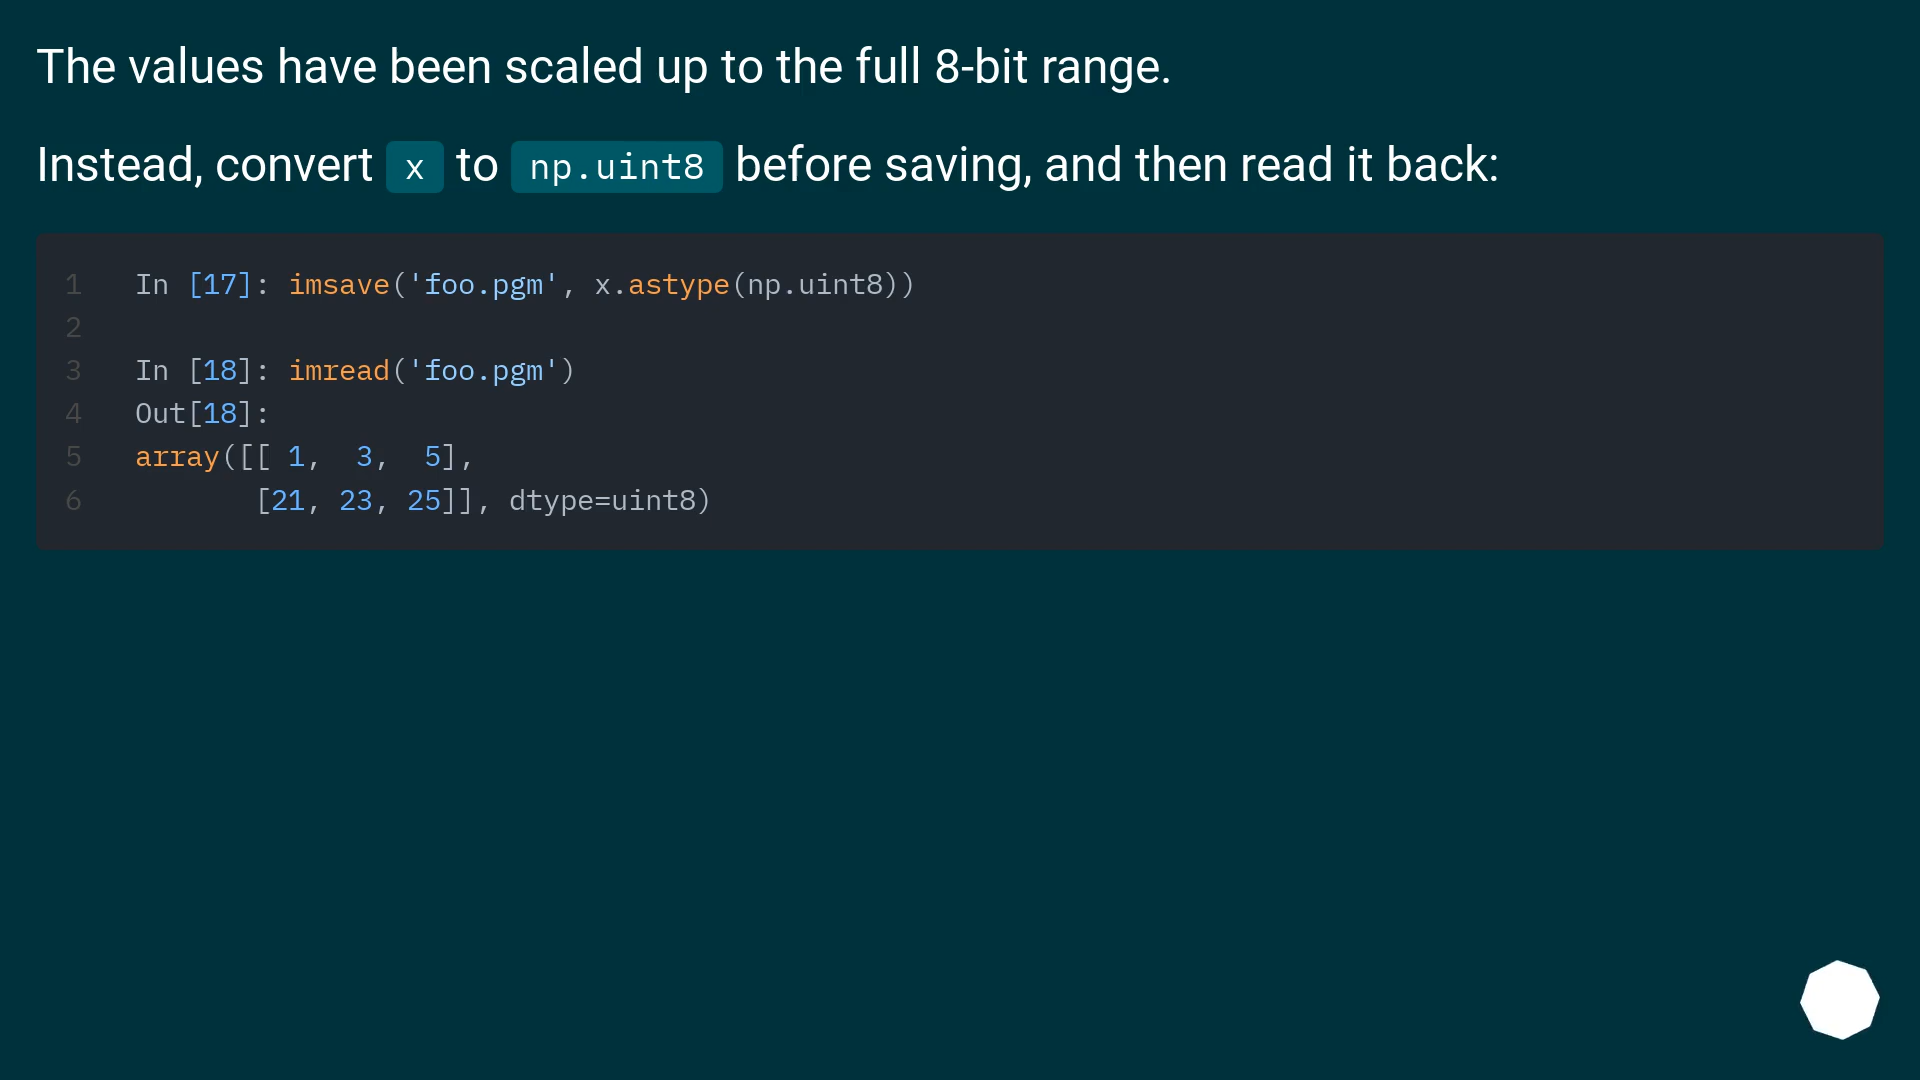 The values have been scaled up to the full 8-bit range.
Instead, convert x to np.uint8 before saving, and then read it back:
1 In [17]: imsave('foo.pgm', x.astype(np.uint8))
2
3 In [18]: imread('foo.pgm')
4 Out[18]:
5 array([[ 1,  3,  5],
6        [21, 23, 25]], dtype=uint8)